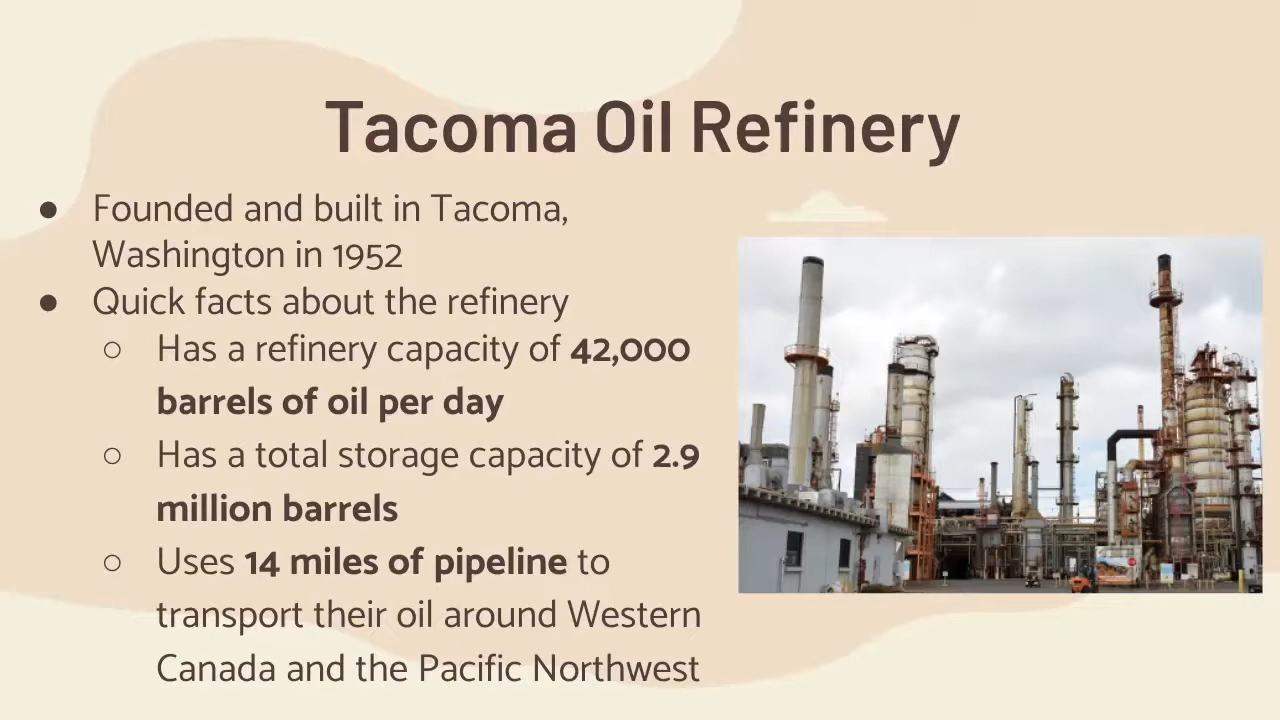 Tacoma Oil Refinery
● Founded and built in Tacoma,
Washington in 1952
● Quick facts about the refinery
○ Has a refinery capacity of 42,000
barrels of oil per day
○ Has a total storage capacity of 2.9
million barrels
○ Uses 14 miles of pipeline to
transport their oil around Western
Canada and the Pacific Northwest